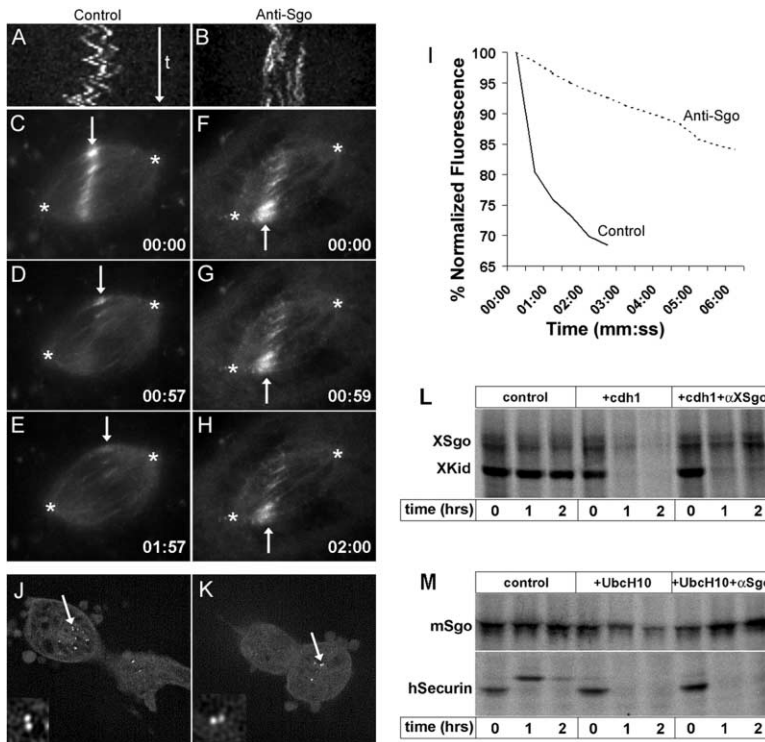 Control
Anti-Sgo
A
B
t
C
F
*
*
*
*
00:00
00:00
D
G
*
*
*
*
00:57
00:59
E
H
*
*
*
*
01:57
02:00
J
K
I
% Normalized Fluorescence
100
95
90
85
80
75
70
65
Anti-Sgo
Control
00:00
01:00
02:00
03:00
04:00
05:00
06:00
Time (mm:ss)
L
control +cdh1 +cdh1+αXSgo
XSgo
XKid
time (hrs) 0 1 2 0 1 2 0 1 2
M
control +UbcH10 +UbcH10+αSgo
mSgo
hSecurin
time (hrs) 0 1 2 0 1 2 0 1 2